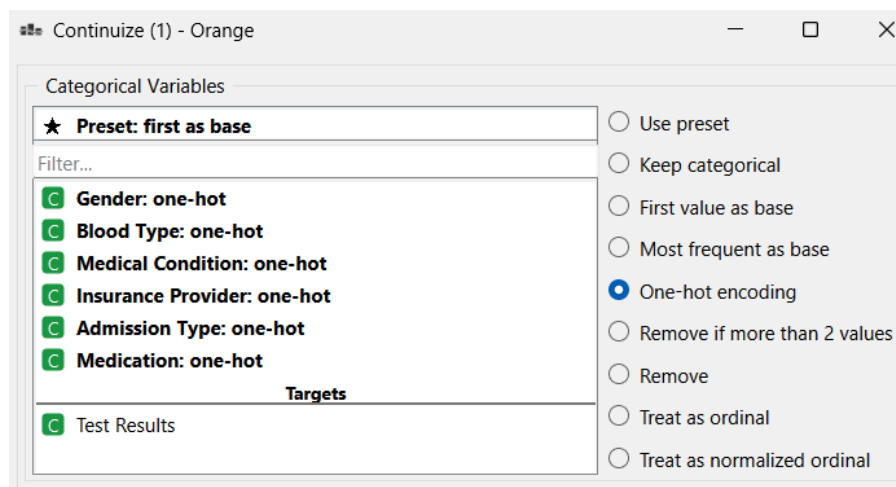 Continuize (1) - Orange
Categorical Variables
Preset: first as base
Filter...
C Gender: one-hot
C Blood Type: one-hot
C Medical Condition: one-hot
C Insurance Provider: one-hot
C Admission Type: one-hot
C Medication: one-hot
Targets
C Test Results
Use preset
Keep categorical
First value as base
Most frequent as base
One-hot encoding
Remove if more than 2 values
Remove
Treat as ordinal
Treat as normalized ordinal